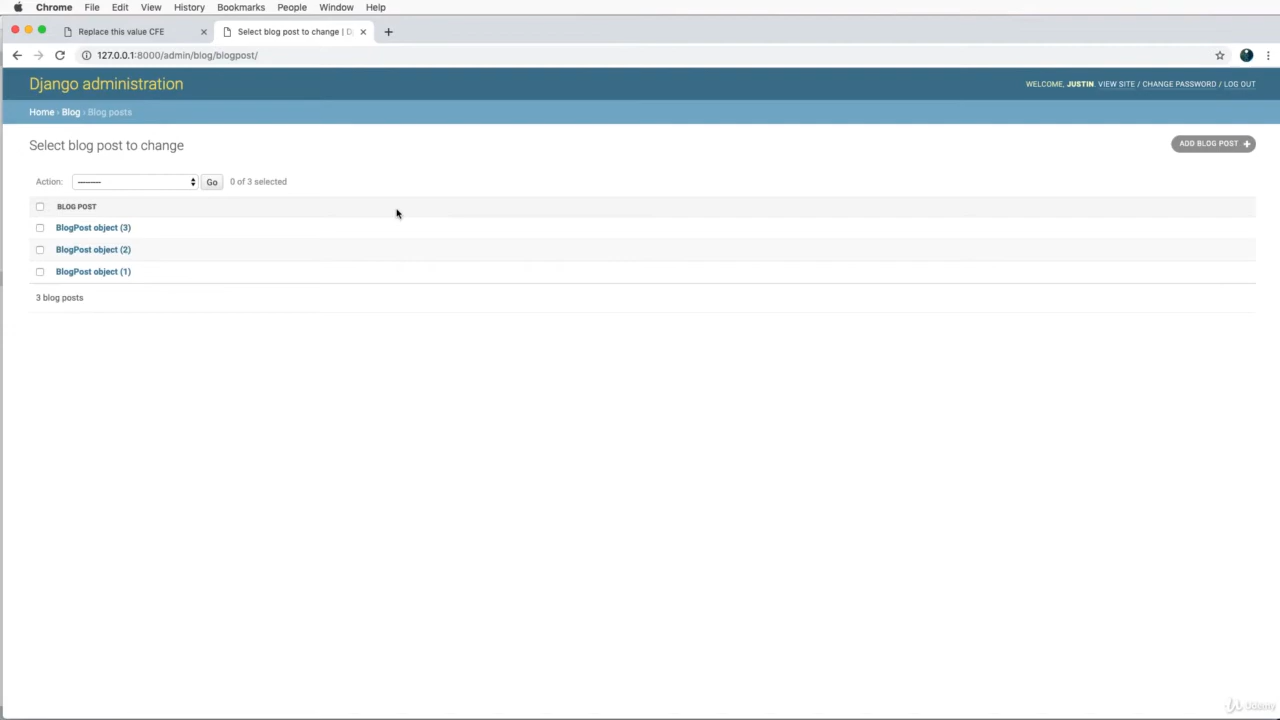 Chrome File Edit View History Bookmarks People Window Help
Replace this value CFE
Select blog post to change | D
127.0.0.1:8000/admin/blog/blogpost/
Django administration
WELCOME, JUSTIN. VIEW SITE / CHANGE PASSWORD / LOG OUT
Home › Blog › Blog posts
Select blog post to change
ADD BLOG POST +
Action: --------- Go 0 of 3 selected
BLOG POST
BlogPost object (3)
BlogPost object (2)
BlogPost object (1)
3 blog posts
Udemy